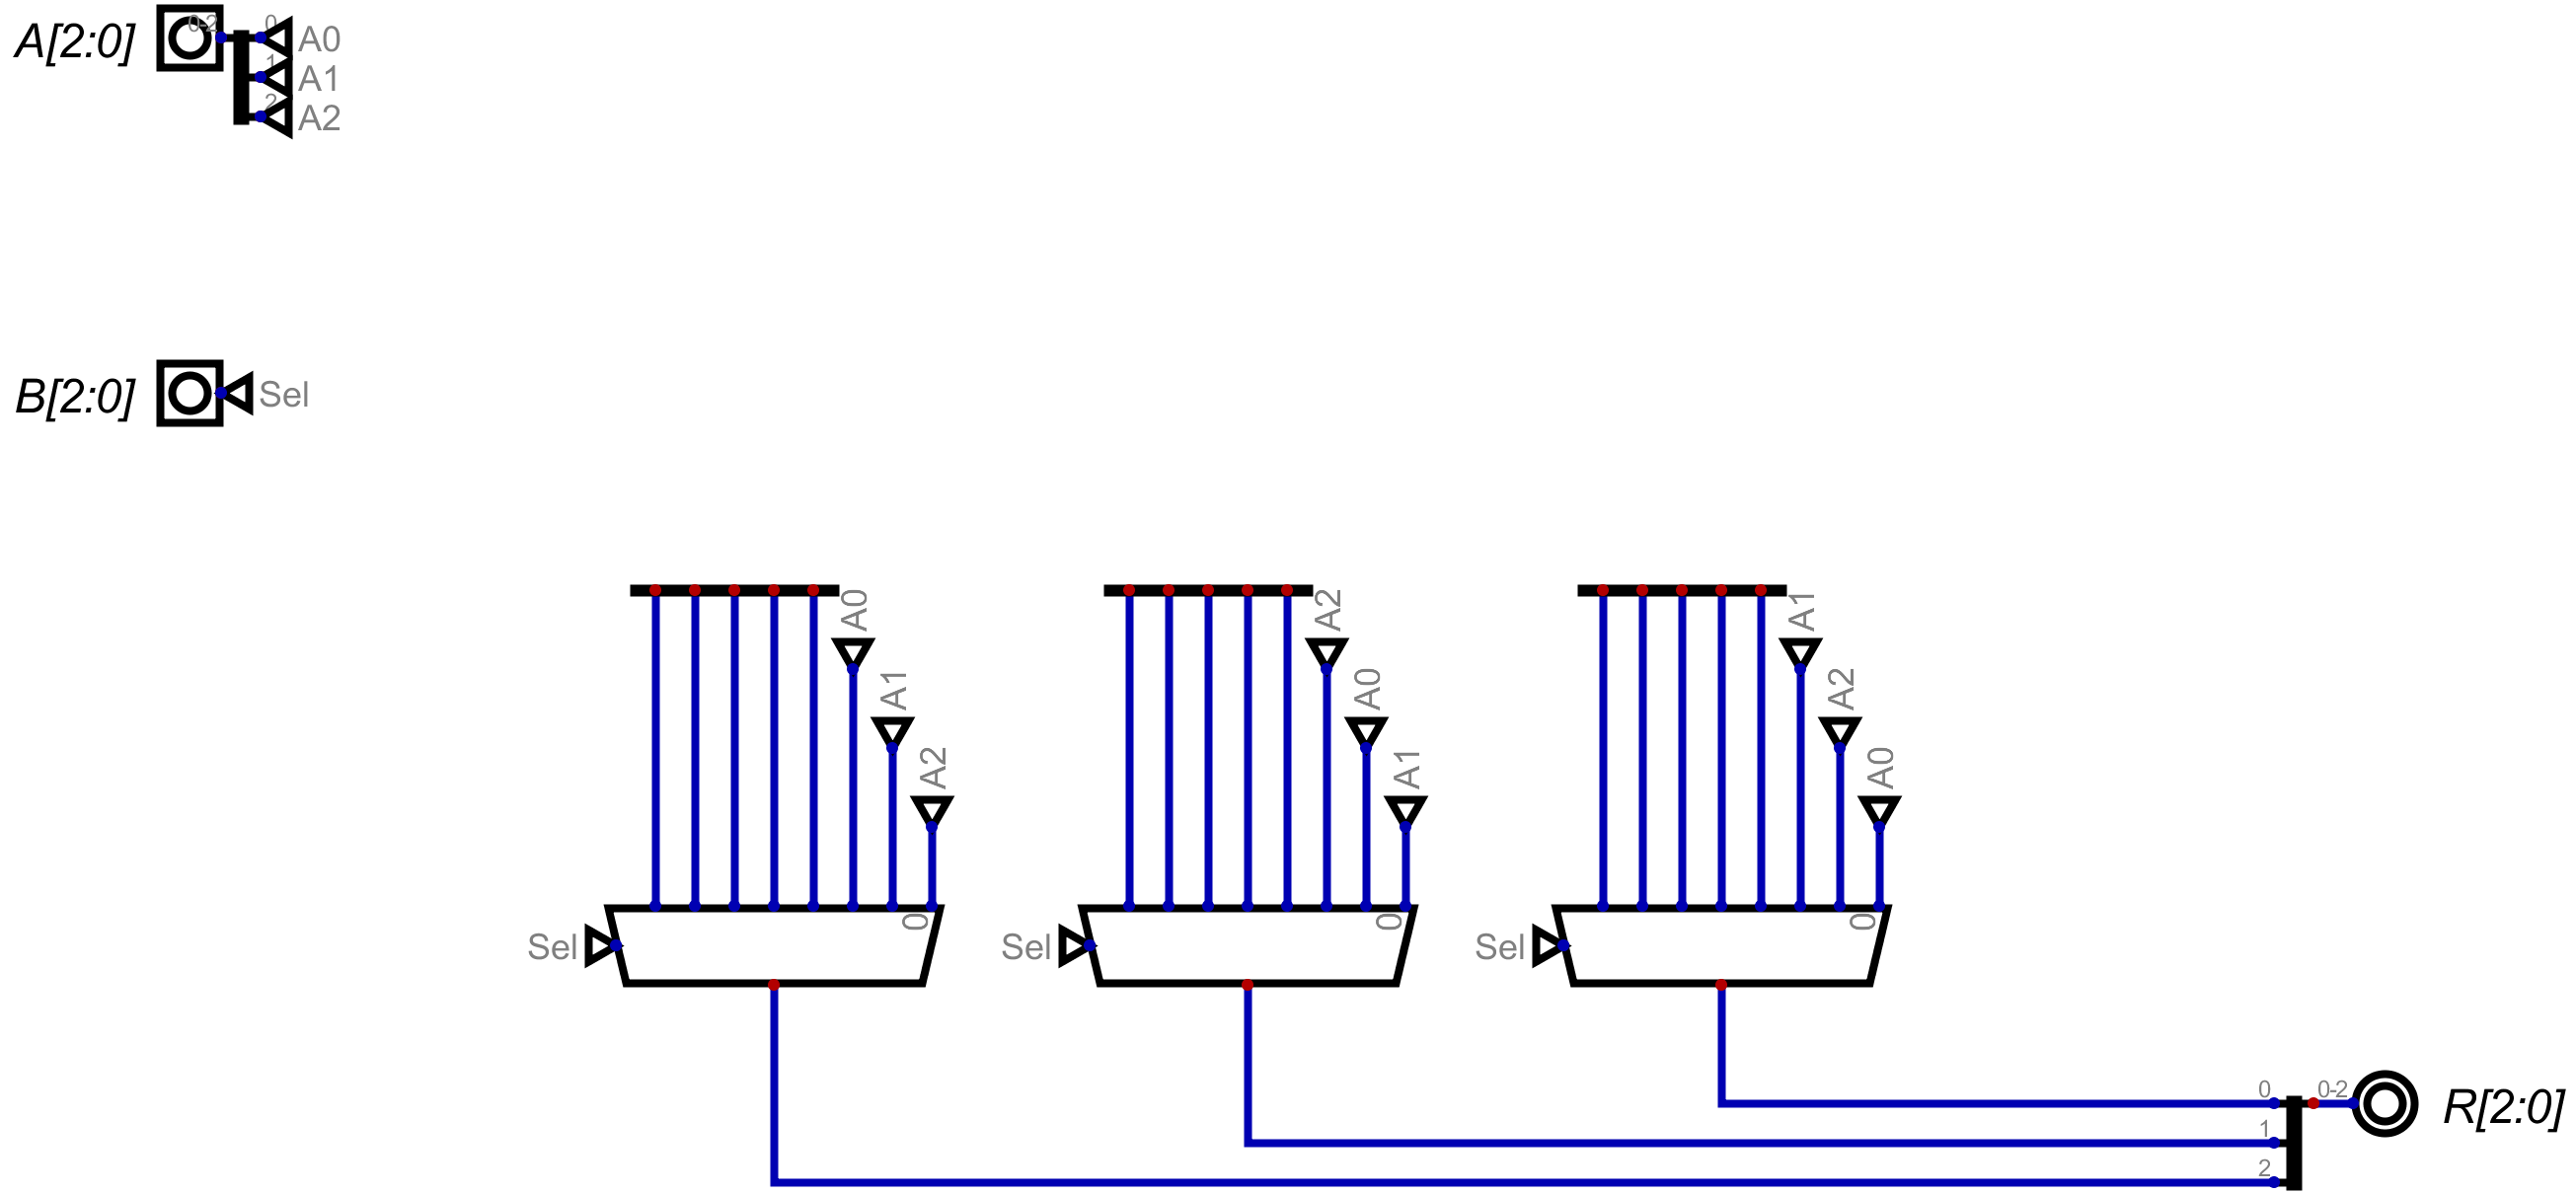 A[2:0] 0-2 0 A0
1 A1
2 A2
B[2:0] Sel
A0 A2 A1
A1 A0 A2
A2 A1 A0
0 0 0
Sel Sel Sel
0 0-2 R[2:0]
1
2